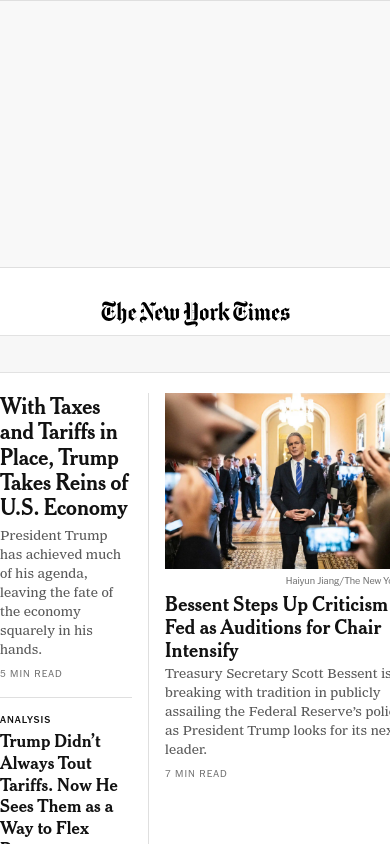 The New York Times
With Taxes
and Tariffs in
Place, Trump
Takes Reins of
U.S. Economy
President Trump
has achieved much
of his agenda,
leaving the fate of
the economy
squarely in his
hands.
5 MIN READ
ANALYSIS
Trump Didn’t
Always Tout
Tariffs. Now He
Sees Them as a
Way to Flex
Haiyun Jiang/The New Yo
Bessent Steps Up Criticism
Fed as Auditions for Chair
Intensify
Treasury Secretary Scott Bessent is
breaking with tradition in publicly
assailing the Federal Reserve’s poli
as President Trump looks for its nex
leader.
7 MIN READ